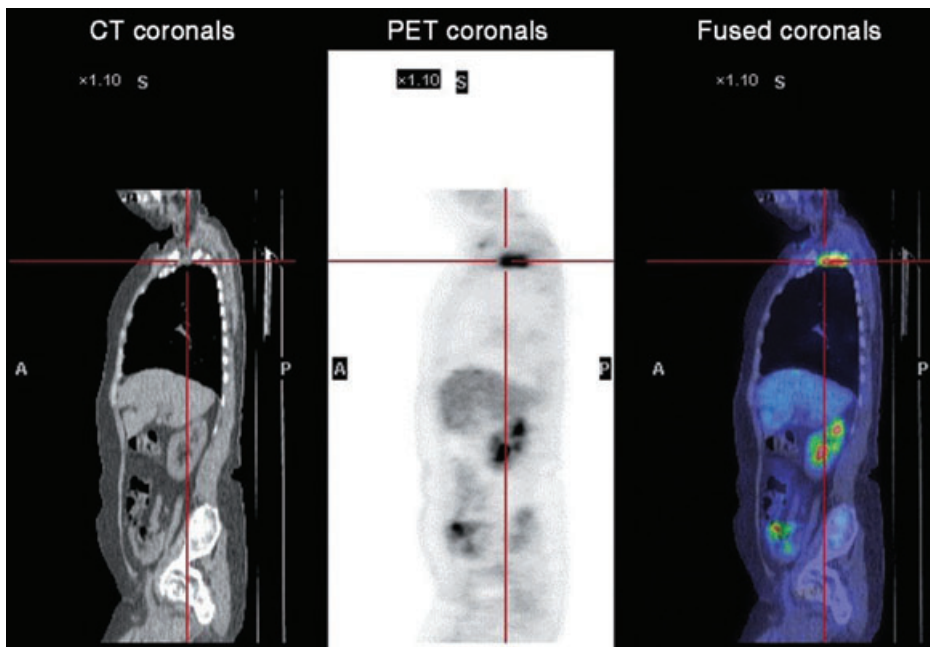 CT coronals
PET coronals
Fused coronals
×1.10 S
×1.10 S
×1.10 S
A
P
A
P
A
P